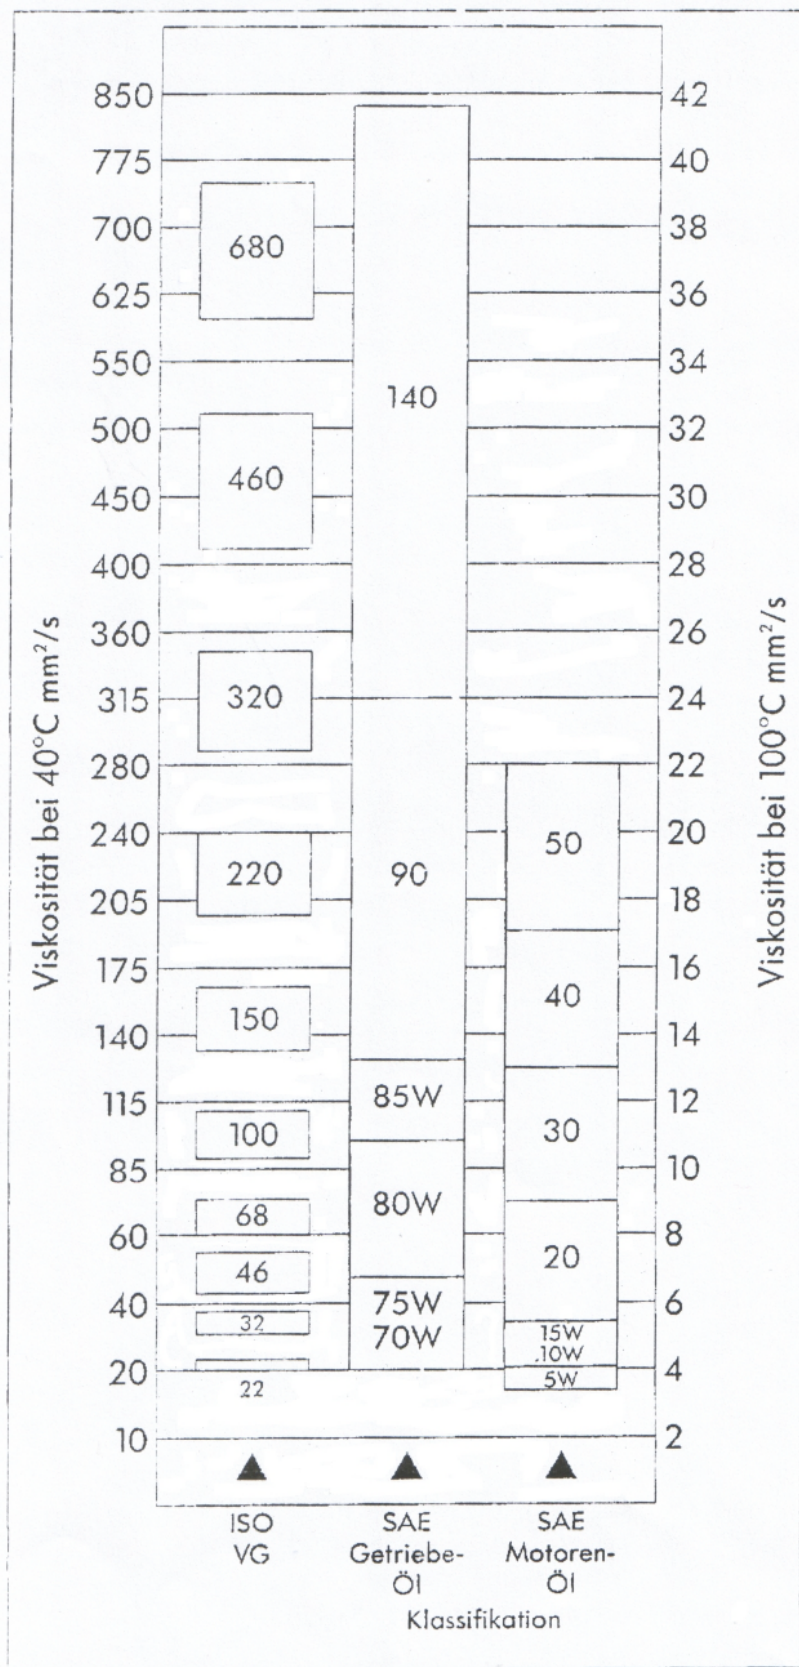 850 42
775 40
700 680 38
625 36
550 34
140
500 32
460
450 30
400 28
360 26
315 320 24
280 22
240 20
220 90 50
205 18
175 16
150 40
140 14
85W
115 12
100 30
85 10
68 80W
60 8
46 20
40 75W 6
32 70W 15W
.10W
20 4
22 5W
10 2
Viskosität bei 40°C mm²/s
Viskosität bei 100°C mm²/s
ISO SAE SAE
VG Getriebe- Motoren-
Öl Öl
Klassifikation